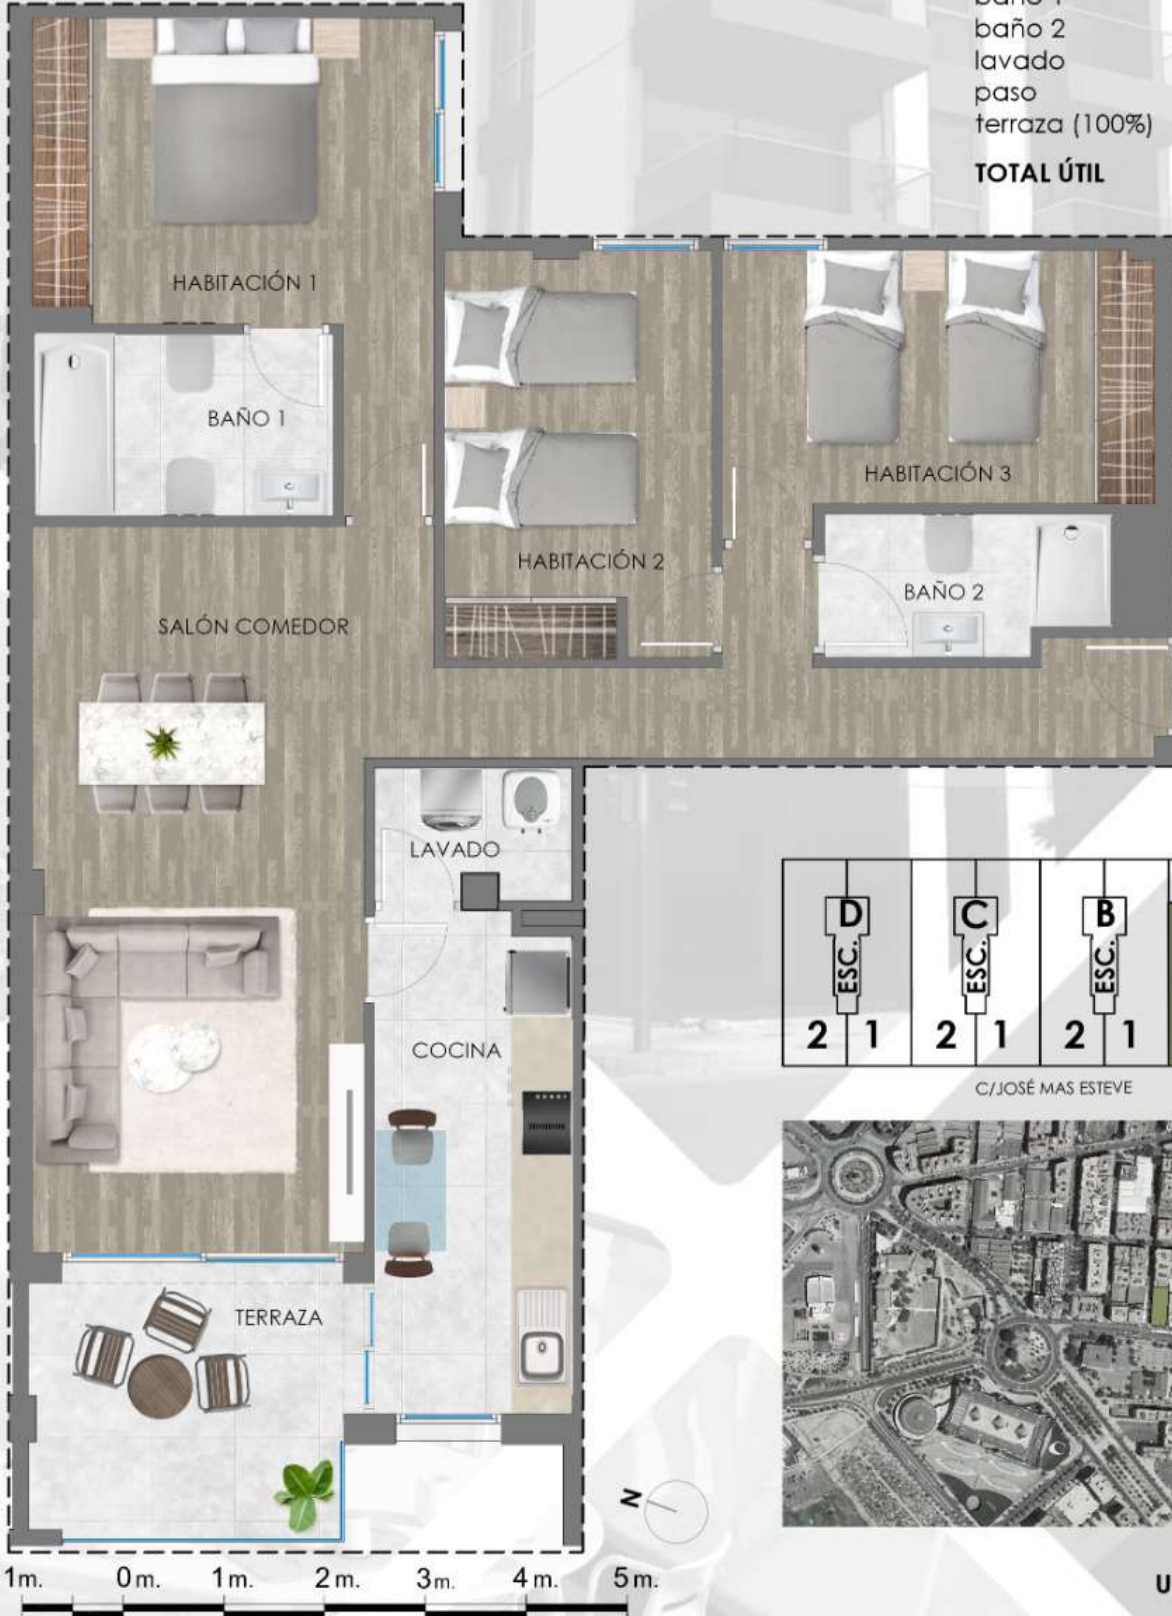 baño 2
lavado
paso
terraza (100%)
TOTAL ÚTIL
HABITACIÓN 1
BAÑO 1
HABITACIÓN 2
HABITACIÓN 3
BAÑO 2
SALÓN COMEDOR
LAVADO
COCINA
TERRAZA
D
ESC.
2 1
C
ESC.
2 1
B
ESC.
2 1
C/JOSÉ MAS ESTEVE
N
1m. 0m. 1m. 2m. 3m. 4m. 5m.
U